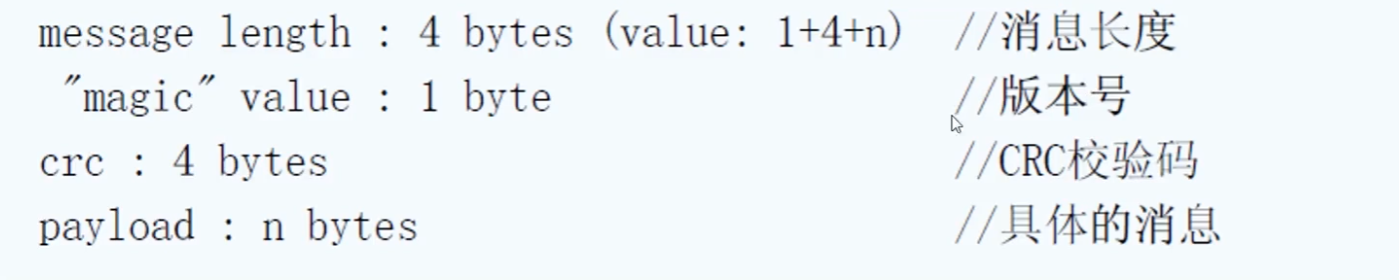 message length : 4 bytes (value: 1+4+n) //消息长度
"magic" value : 1 byte //版本号
crc : 4 bytes //CRC校验码
payload : n bytes //具体的消息